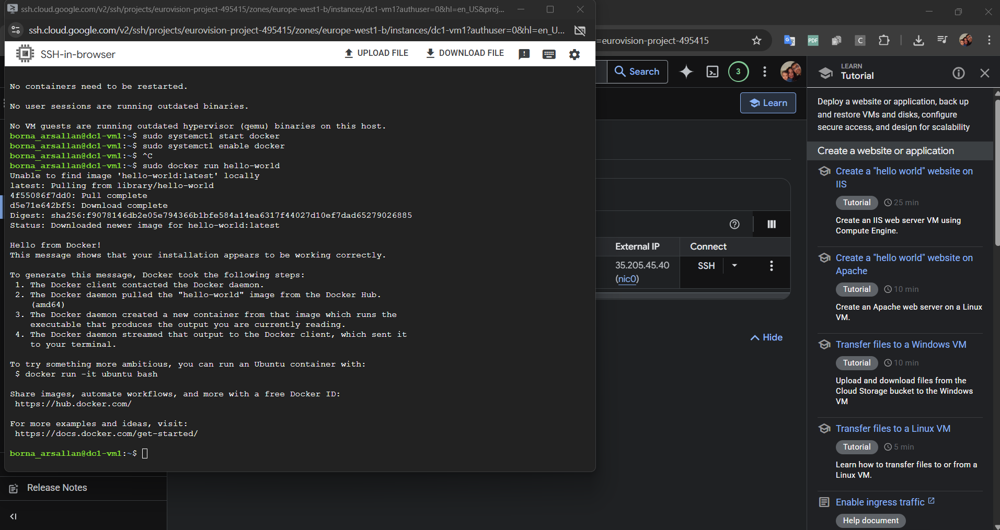 ssh.cloud.google.com/v2/ssh/projects/eurovision-project-495415/zones/europe-west1-b/instances/dc1-vm1?authuser=0&hl=en_US&proj...
ssh.cloud.google.com/v2/ssh/projects/eurovision-project-495415/zones/europe-west1-b/instances/dc1-vm1?authuser=0&hl=en_U...
SSH-in-browser
UPLOAD FILE
DOWNLOAD FILE
No containers need to be restarted.
No user sessions are running outdated binaries.
No VM guests are running outdated hypervisor (qemu) binaries on this host.
borna_arsallan@dc1-vm1:~$ sudo systemctl start docker
borna_arsallan@dc1-vm1:~$ sudo systemctl enable docker
borna_arsallan@dc1-vm1:~$ ^C
borna_arsallan@dc1-vm1:~$ sudo docker run hello-world
Unable to find image 'hello-world:latest' locally
latest: Pulling from library/hello-world
4f55086f7dd0: Pull complete
d5e71e642bf5: Download complete
Digest: sha256:f9078146db2e05e794366b1bfe584a14ea6317f44027d10ef7dad65279026885
Status: Downloaded newer image for hello-world:latest
Hello from Docker!
This message shows that your installation appears to be working correctly.
To generate this message, Docker took the following steps:
1. The Docker client contacted the Docker daemon.
2. The Docker daemon pulled the "hello-world" image from the Docker Hub.
(amd64)
3. The Docker daemon created a new container from that image which runs the
executable that produces the output you are currently reading.
4. The Docker daemon streamed that output to the Docker client, which sent it
to your terminal.
To try something more ambitious, you can run an Ubuntu container with:
$ docker run -it ubuntu bash
Share images, automate workflows, and more with a free Docker ID:
https://hub.docker.com/
For more examples and ideas, visit:
https://docs.docker.com/get-started/
borna_arsallan@dc1-vm1:~$
Release Notes
=eurovision-project-495415
PDF
C
Search
3
Learn
External IP
Connect
35.205.45.40
(nic0)
SSH
Hide
LEARN
Tutorial
Deploy a website or application, back up
and restore VMs and disks, configure
secure access, and design for scalability
Create a website or application
Create a "hello world" website on
IIS
Tutorial
25 min
Create an IIS web server VM using
Compute Engine.
Create a "hello world" website on
Apache
Tutorial
10 min
Create an Apache web server on a Linux
VM.
Transfer files to a Windows VM
Tutorial
10 min
Upload and download files from the
Cloud Storage bucket to the Windows
VM
Transfer files to a Linux VM
Tutorial
5 min
Learn how to transfer files to or from a
Linux VM.
Enable ingress traffic
Help document